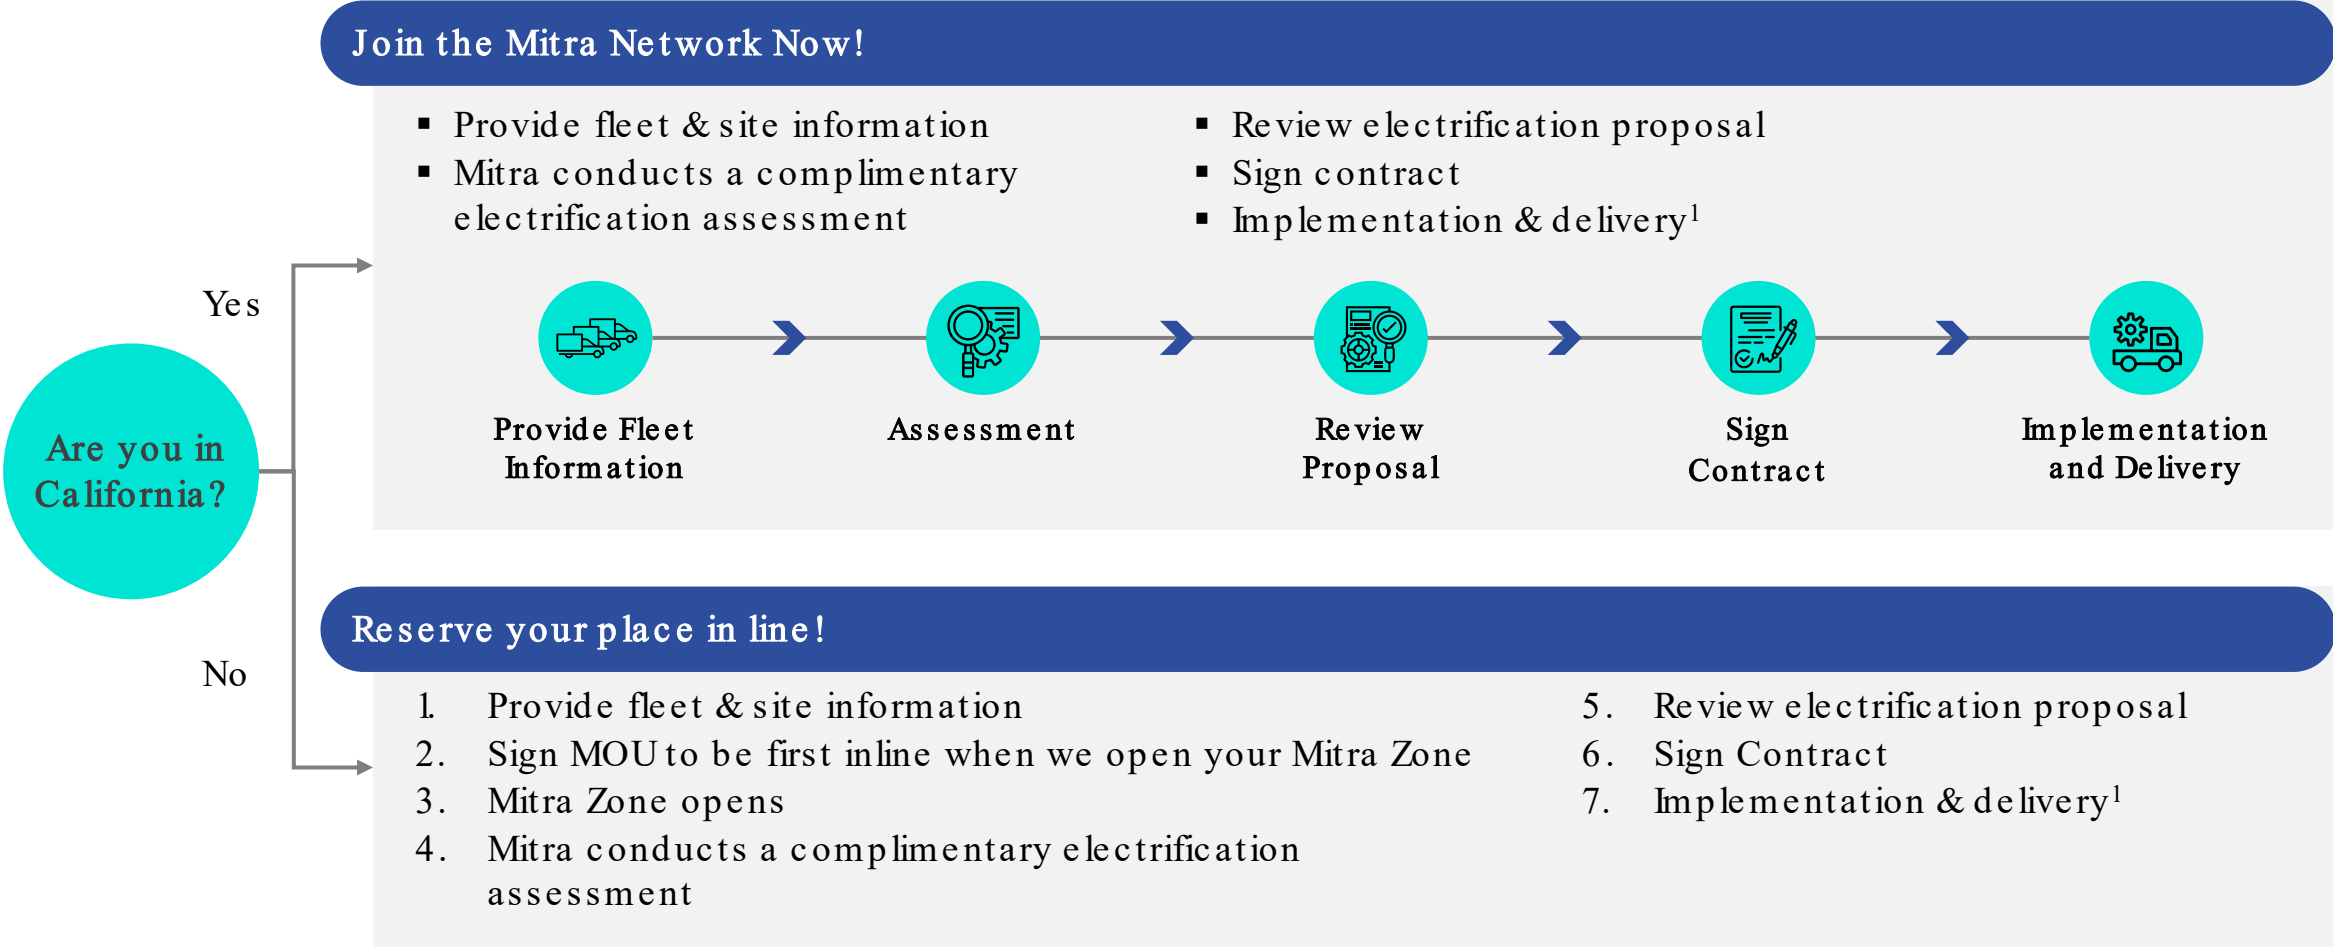 Join the Mitra Network Now!
▪ Provide fleet & site information
▪ Mitra conducts a complimentary
electrification assessment
▪ Review electrification proposal
▪ Sign contract
▪ Implementation & delivery¹
Yes
Are you in
California?
Provide Fleet
Information
Assessment
Review
Proposal
Sign
Contract
Implementation
and Delivery
No
Reserve your place in line!
1. Provide fleet & site information
2. Sign MOU to be first inline when we open your Mitra Zone
3. Mitra Zone opens
4. Mitra conducts a complimentary electrification
assessment
5. Review electrification proposal
6. Sign Contract
7. Implementation & delivery¹